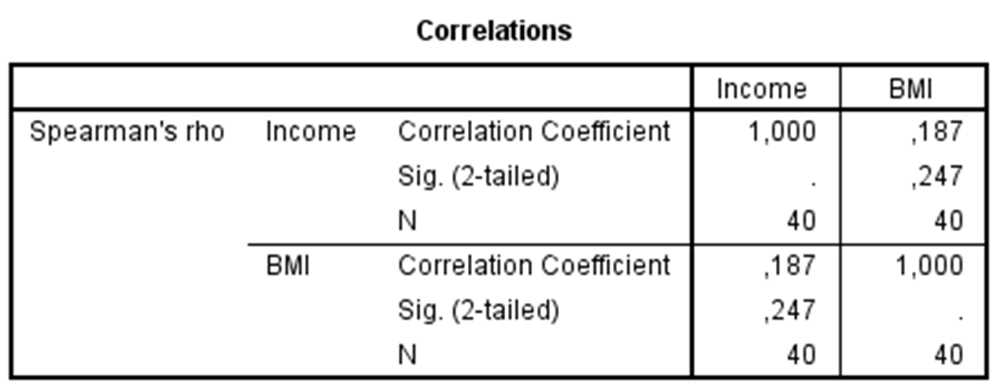 Correlations
Income BMI
Spearman's rho Income Correlation Coefficient 1,000 ,187
Sig. (2-tailed) . ,247
N 40 40
BMI Correlation Coefficient ,187 1,000
Sig. (2-tailed) ,247 .
N 40 40